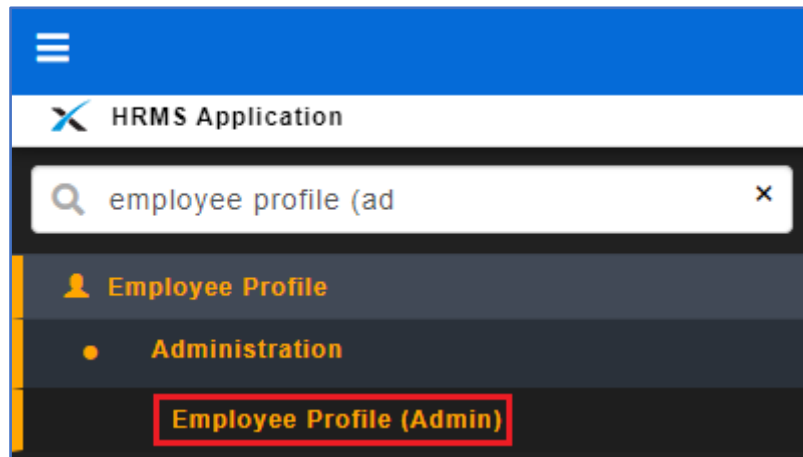 HRMS Application
employee profile (ad
Employee Profile
Administration
Employee Profile (Admin)